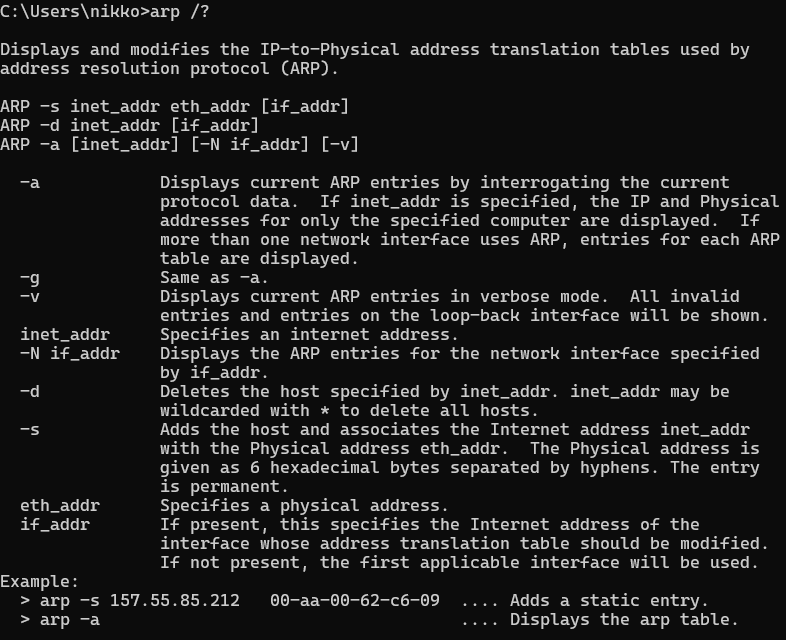 C:\Users\nikko>arp /?
Displays and modifies the IP-to-Physical address translation tables used by
address resolution protocol (ARP).
ARP -s inet_addr eth_addr [if_addr]
ARP -d inet_addr [if_addr]
ARP -a [inet_addr] [-N if_addr] [-v]
-a Displays current ARP entries by interrogating the current
protocol data. If inet_addr is specified, the IP and Physical
addresses for only the specified computer are displayed. If
more than one network interface uses ARP, entries for each ARP
table are displayed.
-g Same as -a.
-v Displays current ARP entries in verbose mode. All invalid
entries and entries on the loop-back interface will be shown.
inet_addr Specifies an internet address.
-N if_addr Displays the ARP entries for the network interface specified
by if_addr.
-d Deletes the host specified by inet_addr. inet_addr may be
wildcarded with * to delete all hosts.
-s Adds the host and associates the Internet address inet_addr
with the Physical address eth_addr. The Physical address is
given as 6 hexadecimal bytes separated by hyphens. The entry
is permanent.
eth_addr Specifies a physical address.
if_addr If present, this specifies the Internet address of the
interface whose address translation table should be modified.
If not present, the first applicable interface will be used.
Example:
> arp -s 157.55.85.212 00-aa-00-62-c6-09 .... Adds a static entry.
> arp -a .... Displays the arp table.